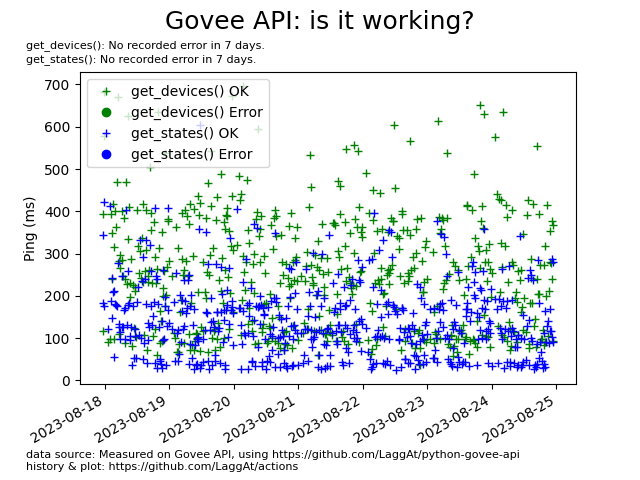 Govee API: is it working?
get_devices(): No recorded error in 7 days.
get_states(): No recorded error in 7 days.
get_devices() OK
get_devices() Error
get_states() OK
get_states() Error
Ping (ms)
700
600
500
400
300
200
100
0
2023-08-18
2023-08-19
2023-08-20
2023-08-21
2023-08-22
2023-08-23
2023-08-24
2023-08-25
data source: Measured on Govee API, using https://github.com/LaggAt/python-govee-api
history & plot: https://github.com/LaggAt/actions